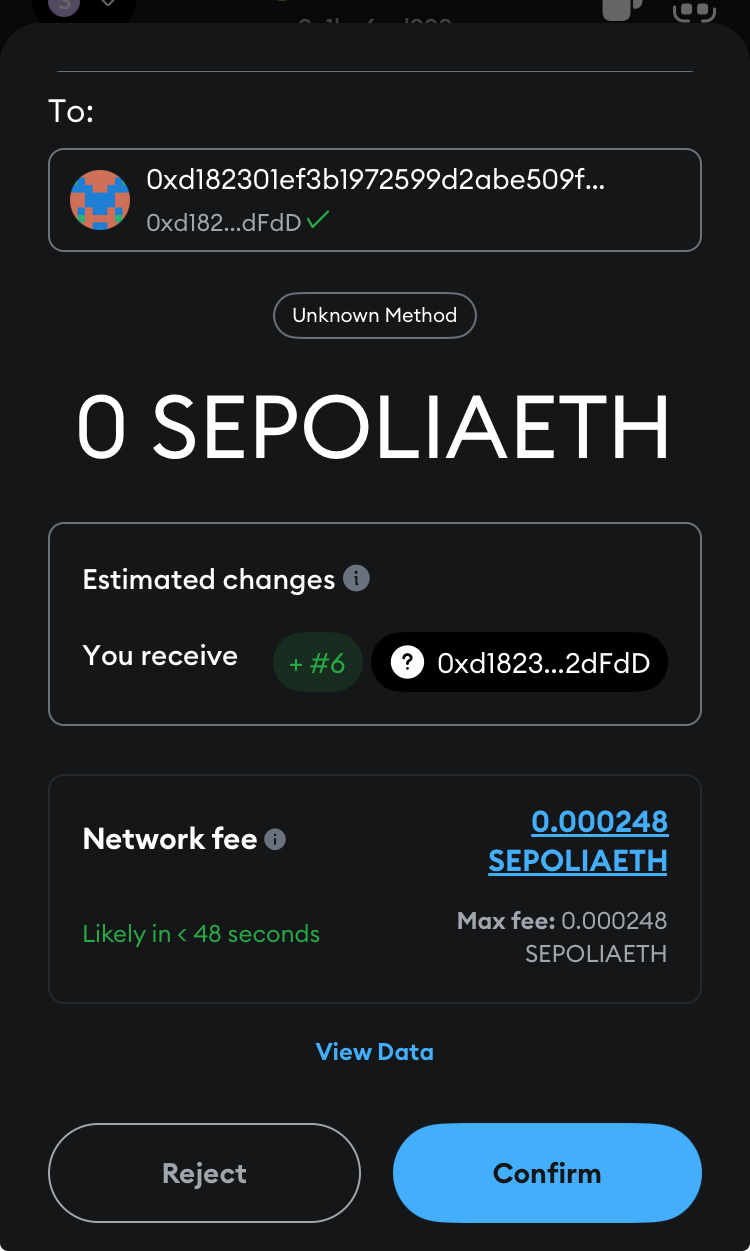 To:
0xd182301ef3b1972599d2abe509f...
0xd182...dFdD
Unknown Method
0 SEPOLIAETH
Estimated changes
You receive + #6 ? 0xd1823...2dFdD
Network fee
0.000248
SEPOLIAETH
Likely in < 48 seconds
Max fee: 0.000248
SEPOLIAETH
View Data
Reject Confirm